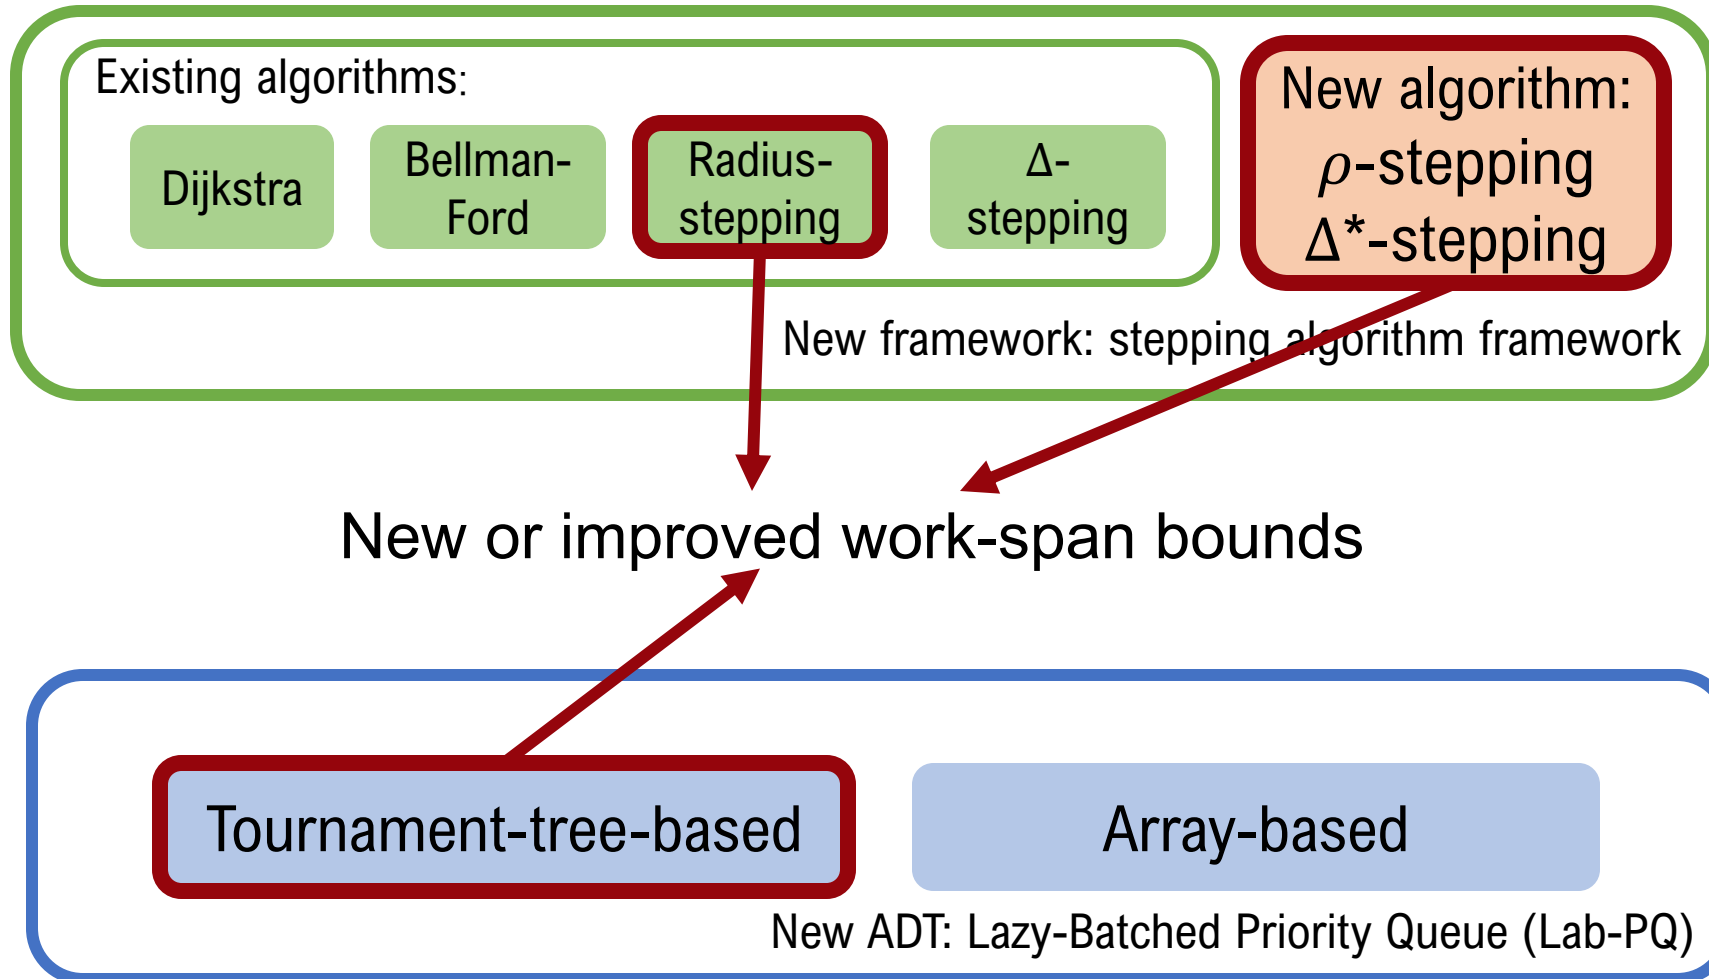 Existing algorithms:
Dijkstra
Bellman-
Ford
Radius-
stepping
Δ-
stepping
New algorithm:
ρ-stepping
Δ*-stepping
New framework: stepping algorithm framework
New or improved work-span bounds
Tournament-tree-based
Array-based
New ADT: Lazy-Batched Priority Queue (Lab-PQ)